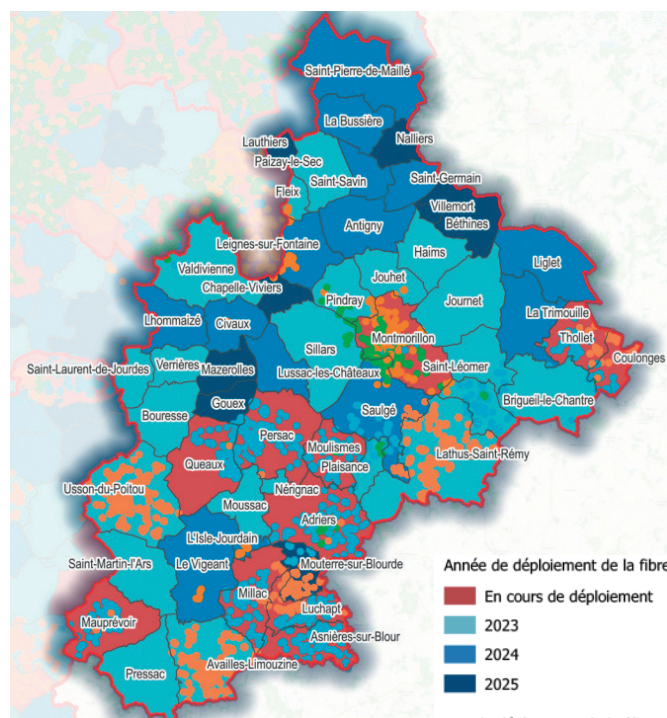 Saint-Pierre-de-Maillé
La Bussière
Nalliers
Lauthiers
Paizay-le-Sec
Saint-Savin
Saint-Germain
Fleix
Villemort
Béthines
Antigny
Leignes-sur-Fontaine
Haims
Valdivienne
Liglet
Jouhet
Chapelle-Viviers
Pindray
Journet
Lhommaizé
Civaux
La Trimouille
Thollet
Montmorillon
Coulonges
Sillars
Verrières
Saint-Laurent-de-Jourdes
Mazerolles
Saint-Léomer
Lussac-les-Châteaux
Brigueil-le-Chantre
Gouex
Saulgé
Bouresse
Persac
Moulismes
Lathus-Saint-Rémy
Queaux
Plaisance
Usson-du-Poitou
Nérignac
Moussac
Adriers
L'Isle-Jourdain
Saint-Martin-l'Ars
Le Vigeant
Mouterre-sur-Blourde
Millac
Luchapt
Mauprévoir
Asnières-sur-Blour
Availles-Limouzine
Pressac
Année de déploiement de la fibre
En cours de déploiement
2023
2024
2025